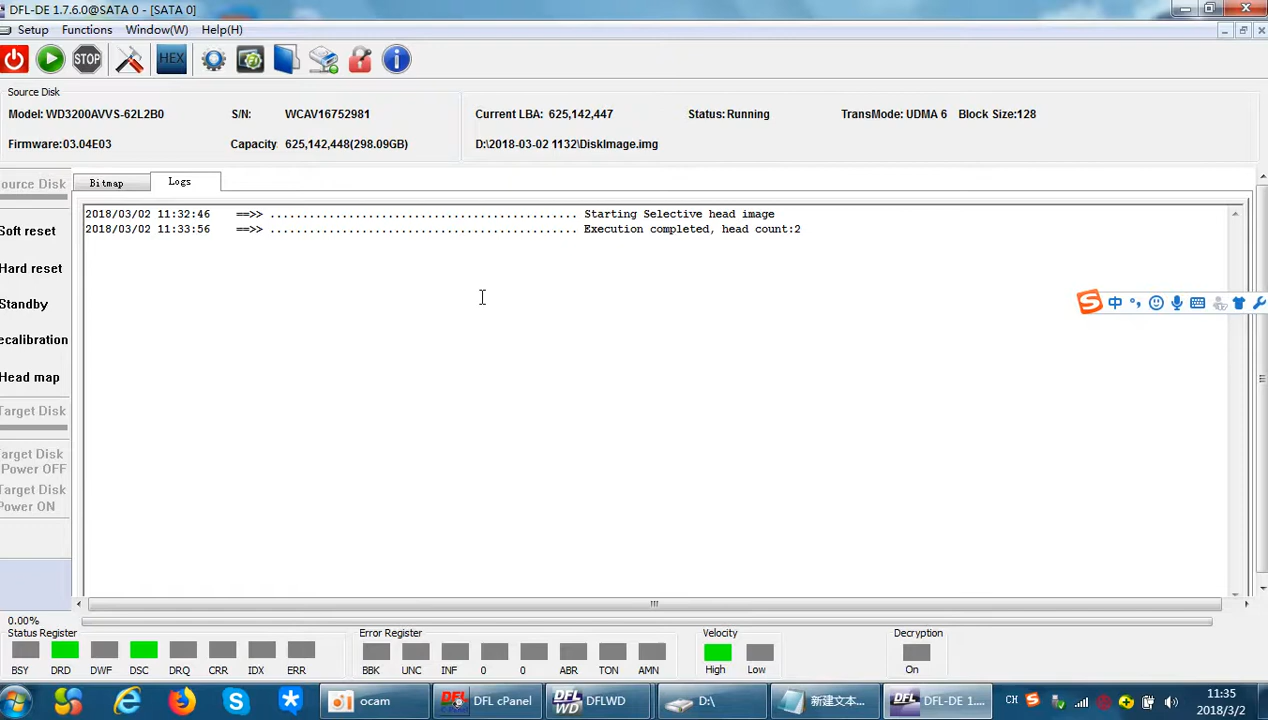 DFL-DE 1.7.6.0@SATA 0 - [SATA 0]
Setup Functions Window(W) Help(H)
STOP HEX
Source Disk
Model: WD3200AVVS-62L2B0 S/N: WCAV16752981 Current LBA: 625,142,447 Status: Running TransMode: UDMA 6 Block Size:128
Firmware:03.04E03 Capacity 625,142,448(298.09GB) D:\2018-03-02 1132\DiskImage.img
ource Disk
Bitmap Logs
2018/03/02 11:32:46 ==>> ............................................. Starting Selective head image
2018/03/02 11:33:56 ==>> ............................................. Execution completed, head count:2
Soft reset
Hard reset
Standby
ecalibration
Head map
Target Disk
arget Disk
Power OFF
arget Disk
Power ON
中
0.00%
Status Register Error Register Velocity Decryption
BSY DRD DWF DSC DRQ CRR IDX ERR BBK UNC INF 0 0 ABR TON AMN High Low On
ocam DFL cPanel DFLWD D:\ 新建文本... DFL-DE 1.... CH 11:35
2018/3/2